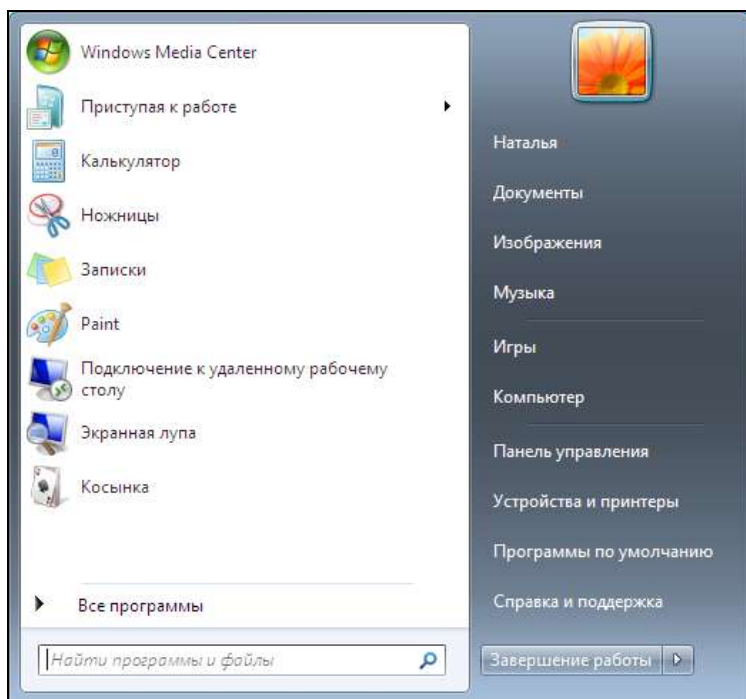 Windows Media Center
Приступая к работе
Калькулятор
Ножницы
Записки
Paint
Подключение к удаленному рабочему
столу
Экранная лупа
Косынка
Все программы
Найти программы и файлы
Наталья
Документы
Изображения
Музыка
Игры
Компьютер
Панель управления
Устройства и принтеры
Программы по умолчанию
Справка и поддержка
Завершение работы